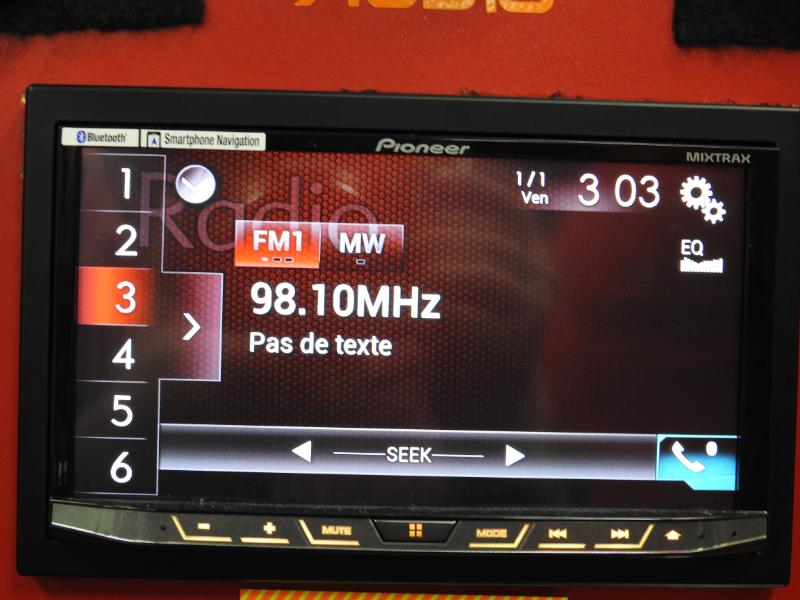 AUDIO
Bluetooth
Smartphone Navigation
Pioneer
MIXTRAX
1
2
3
4
5
6
Radio
1/1
Ven
3 03
FM1
MW
EQ
98.10MHz
Pas de texte
SEEK
MUTE
MODE